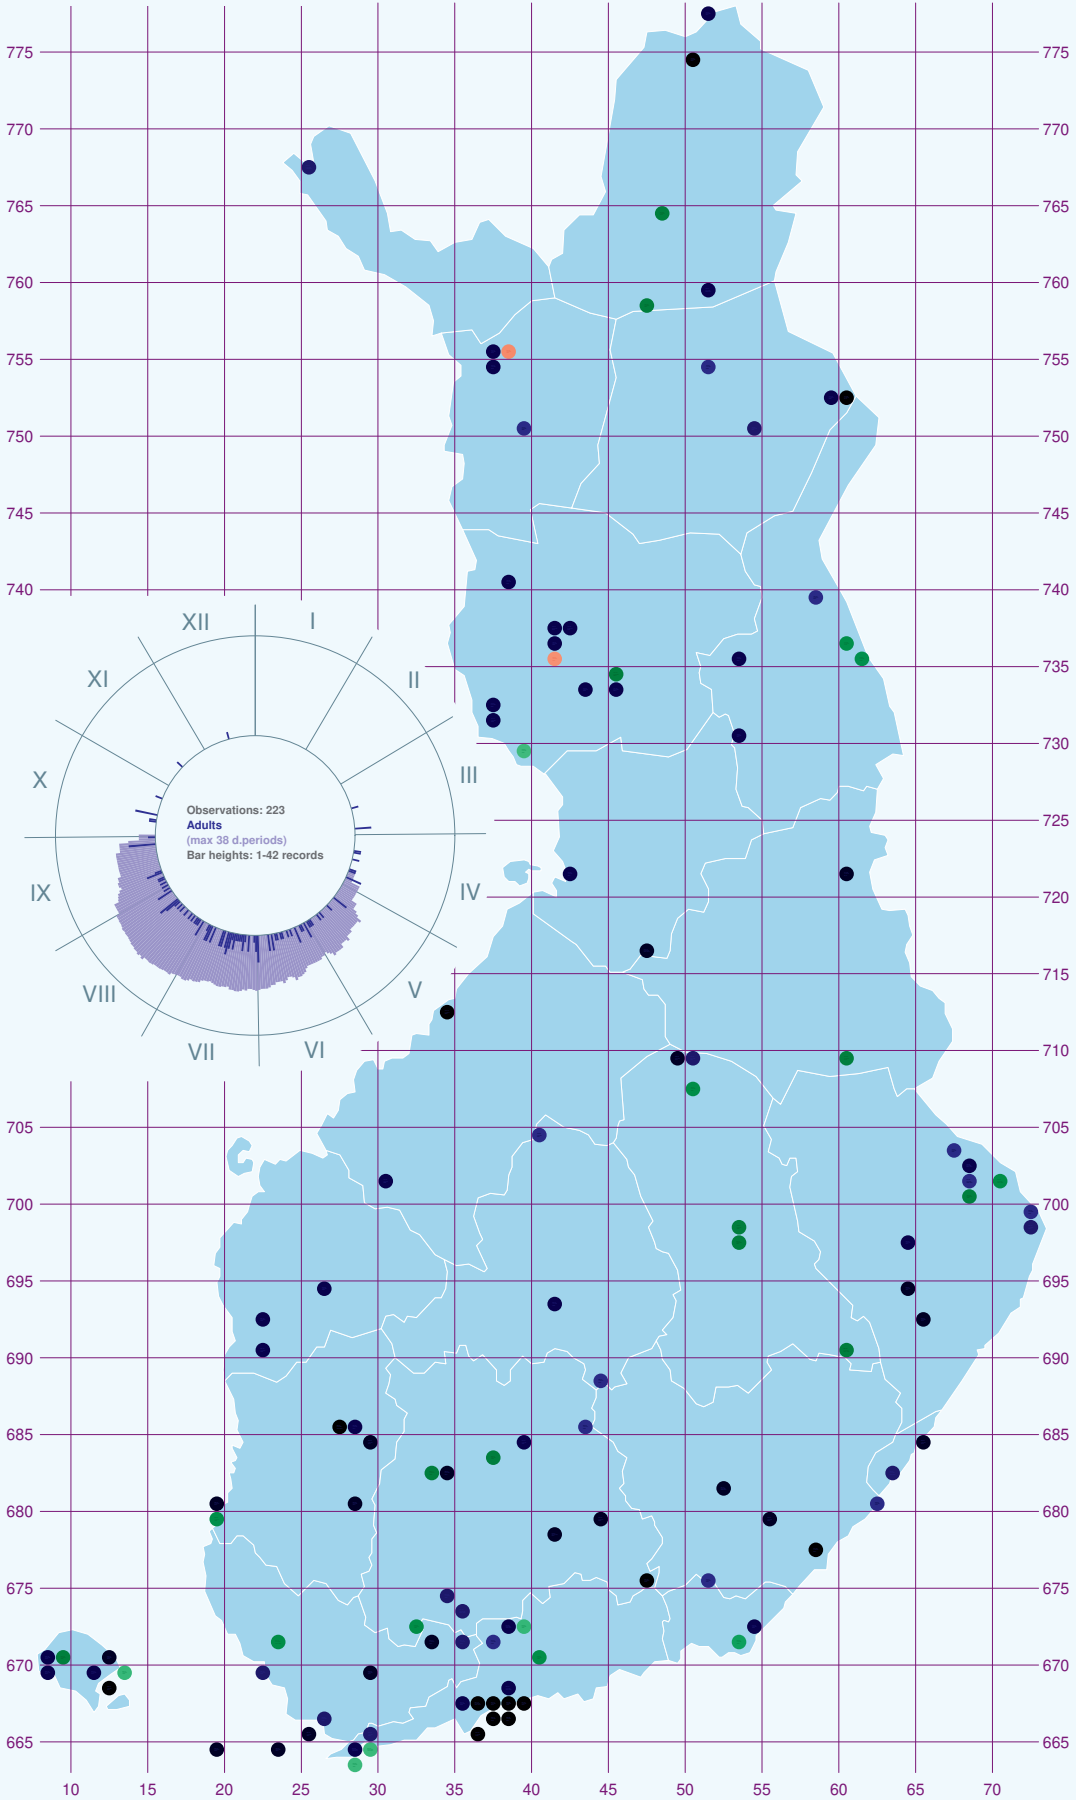 775 775
770 770
765 765
760 760
755 755
750 750
745 745
740 740
XII I
XI II
735 735
730 730
X III
Observations: 223
Adults
(max 38 d.periods)
Bar heights: 1-42 records
725 725
IX IV
720 720
715 715
VIII V
VII VI
710 710
705 705
700 700
695 695
690 690
685 685
680 680
675 675
670 670
665 665
10 15 20 25 30 35 40 45 50 55 60 65 70